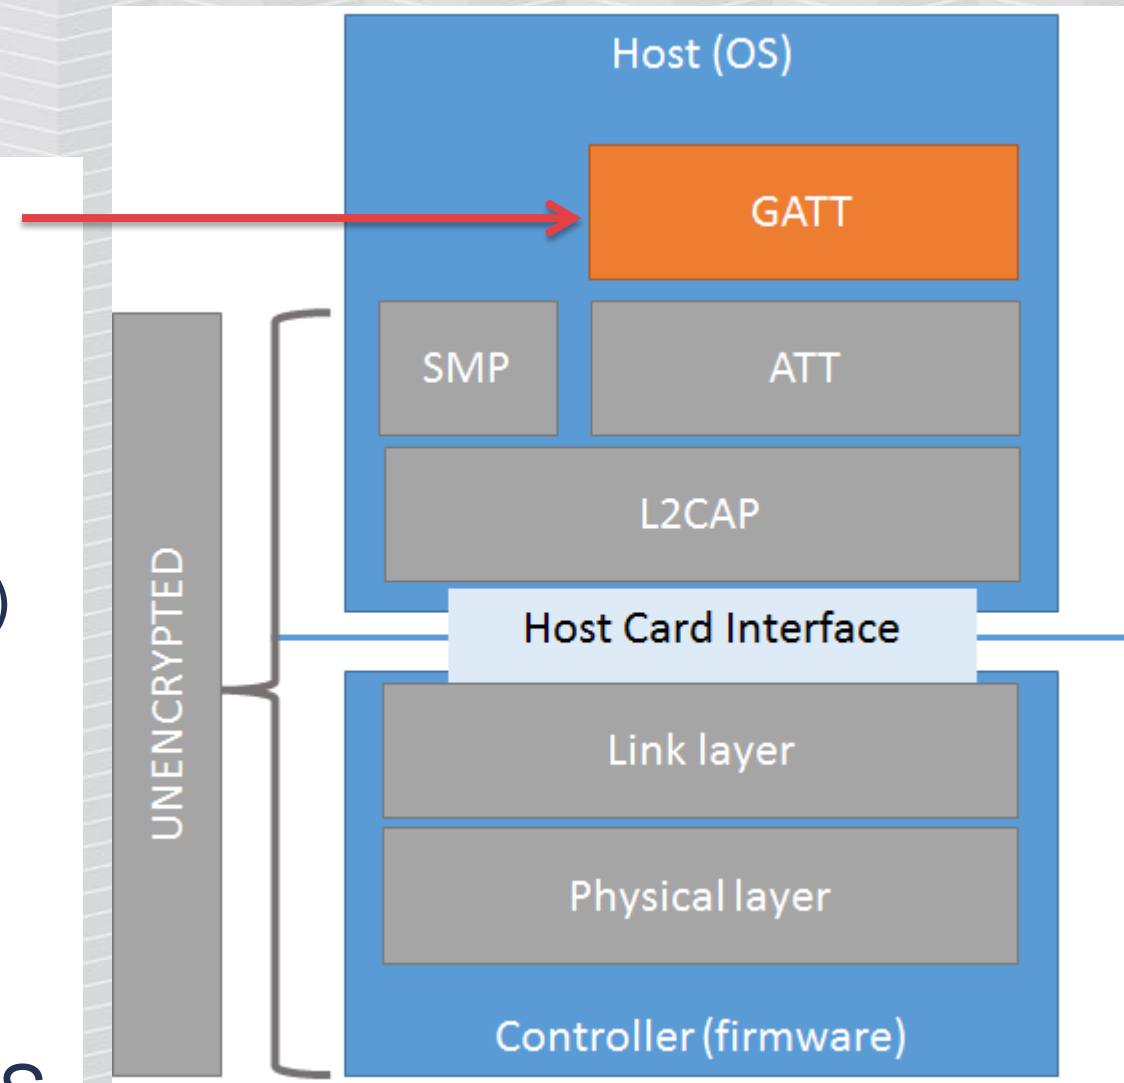 Host (OS)
GATT
SMP
ATT
L2CAP
Host Card Interface
UNENCRYPTED
Link layer
Physical layer
Controller (firmware)
)